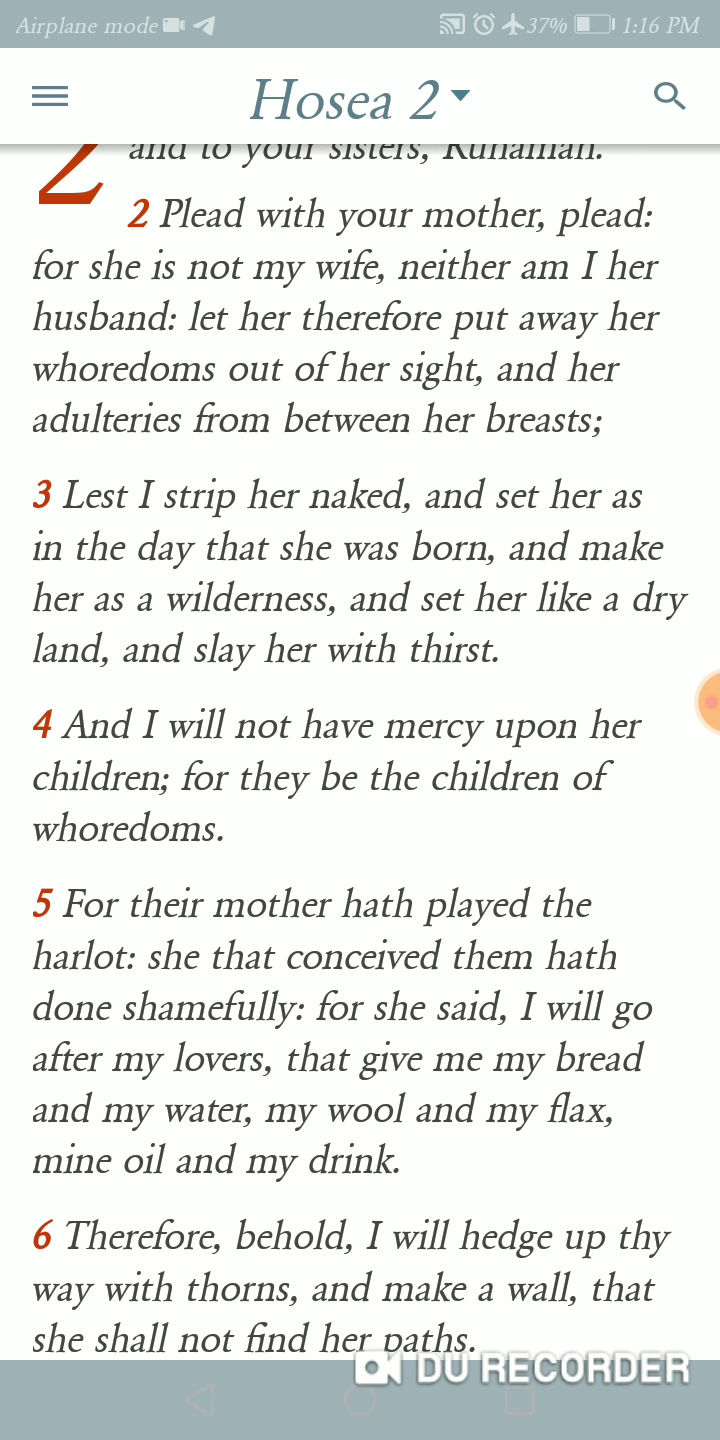 Airplane mode 37% 1:16 PM
Hosea 2
and to your sisters, Ruhamah.
2
2 Plead with your mother, plead:
for she is not my wife, neither am I her
husband: let her therefore put away her
whoredoms out of her sight, and her
adulteries from between her breasts;
3 Lest I strip her naked, and set her as
in the day that she was born, and make
her as a wilderness, and set her like a dry
land, and slay her with thirst.
4 And I will not have mercy upon her
children; for they be the children of
whoredoms.
5 For their mother hath played the
harlot: she that conceived them hath
done shamefully: for she said, I will go
after my lovers, that give me my bread
and my water, my wool and my flax,
mine oil and my drink.
6 Therefore, behold, I will hedge up thy
way with thorns, and make a wall, that
she shall not find her paths.
DU RECORDER